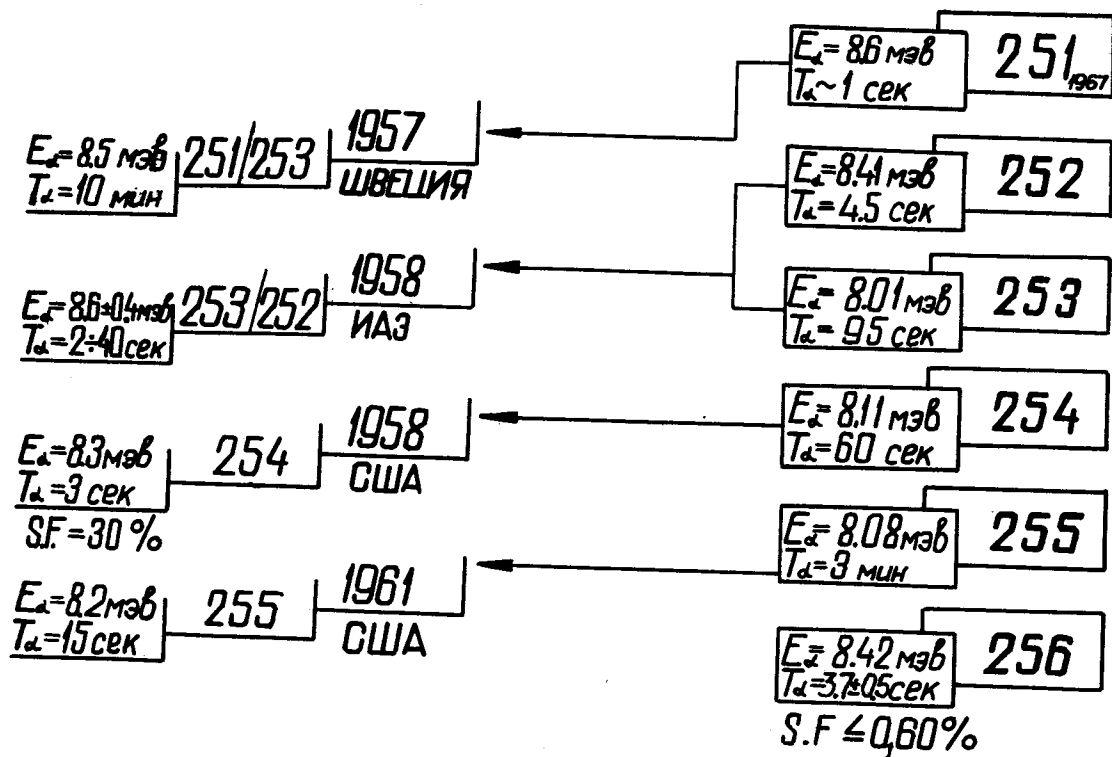 Eα= 8.5 мэв
Tα= 10 мин
251/253
1957
ШВЕЦИЯ
Eα= 8.6±0.4мэв
Tα= 2÷40 сек
253/252
1958
ИАЭ
Eα= 8.3 мэв
Tα= 3 сек
S.F. = 30 %
254
1958
США
Eα= 8.2 мэв
Tα= 15 сек
255
1961
США
Eα= 8.6 мэв
Tα~ 1 сек
251 1967
Eα= 8.41 мэв
Tα= 4.5 сек
252
Eα= 8.01 мэв
Tα= 95 сек
253
Eα= 8.11 мэв
Tα= 60 сек
254
Eα= 8.08 мэв
Tα= 3 мин
255
Eα= 8.42 мэв
Tα=3.7±0.5 сек
256
S.F ≤ 0,60%